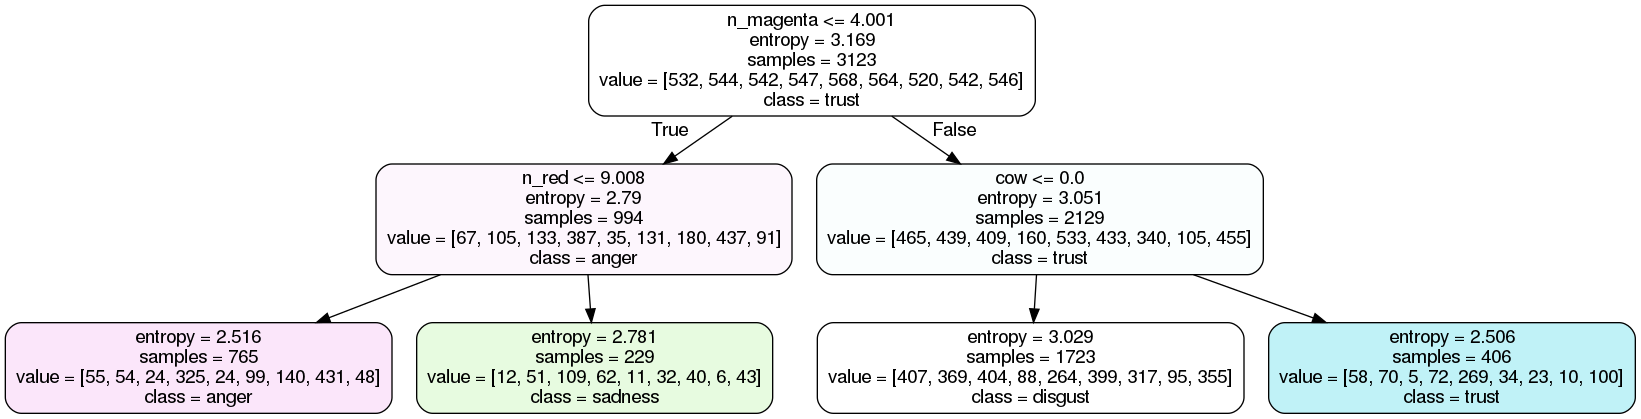 n_magenta <= 4.001
entropy = 3.169
samples = 3123
value = [532, 544, 542, 547, 568, 564, 520, 542, 546]
class = trust
True
False
n_red <= 9.008
entropy = 2.79
samples = 994
value = [67, 105, 133, 387, 35, 131, 180, 437, 91]
class = anger
cow <= 0.0
entropy = 3.051
samples = 2129
value = [465, 439, 409, 160, 533, 433, 340, 105, 455]
class = trust
entropy = 2.516
samples = 765
value = [55, 54, 24, 325, 24, 99, 140, 431, 48]
class = anger
entropy = 2.781
samples = 229
value = [12, 51, 109, 62, 11, 32, 40, 6, 43]
class = sadness
entropy = 3.029
samples = 1723
value = [407, 369, 404, 88, 264, 399, 317, 95, 355]
class = disgust
entropy = 2.506
samples = 406
value = [58, 70, 5, 72, 269, 34, 23, 10, 100]
class = trust